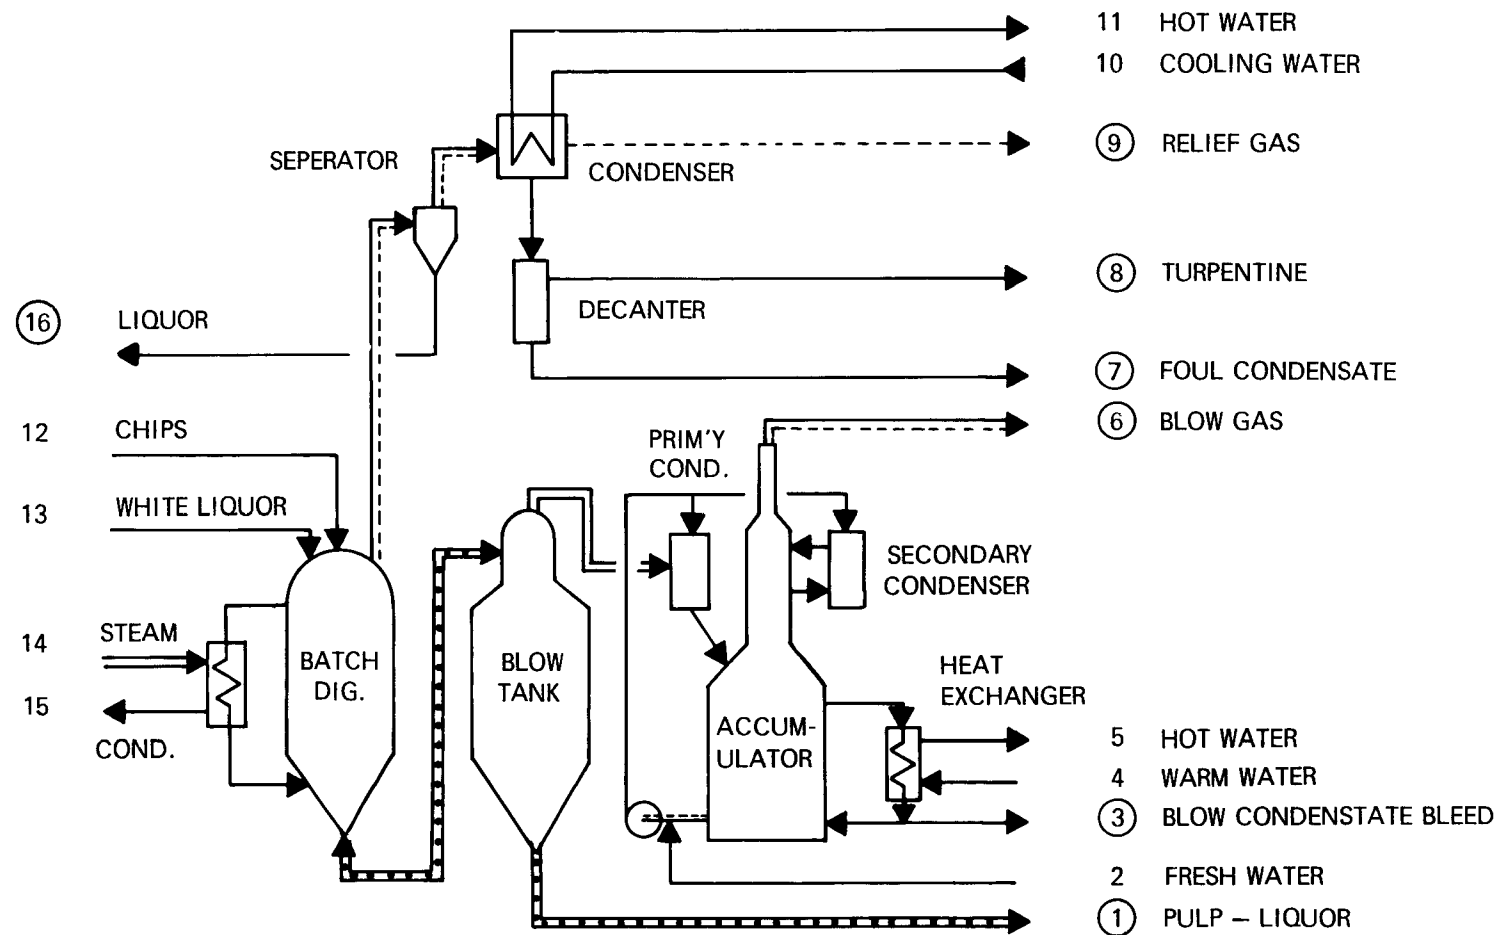 11 HOT WATER
10 COOLING WATER
9 RELIEF GAS
SEPERATOR
CONDENSER
8 TURPENTINE
DECANTER
16 LIQUOR
7 FOUL CONDENSATE
6 BLOW GAS
12 CHIPS
PRIM'Y
COND.
13 WHITE LIQUOR
SECONDARY
CONDENSER
14 STEAM
BATCH
DIG.
BLOW
TANK
HEAT
EXCHANGER
15
COND.
ACCUM-
ULATOR
5 HOT WATER
4 WARM WATER
3 BLOW CONDENSTATE BLEED
2 FRESH WATER
1 PULP – LIQUOR